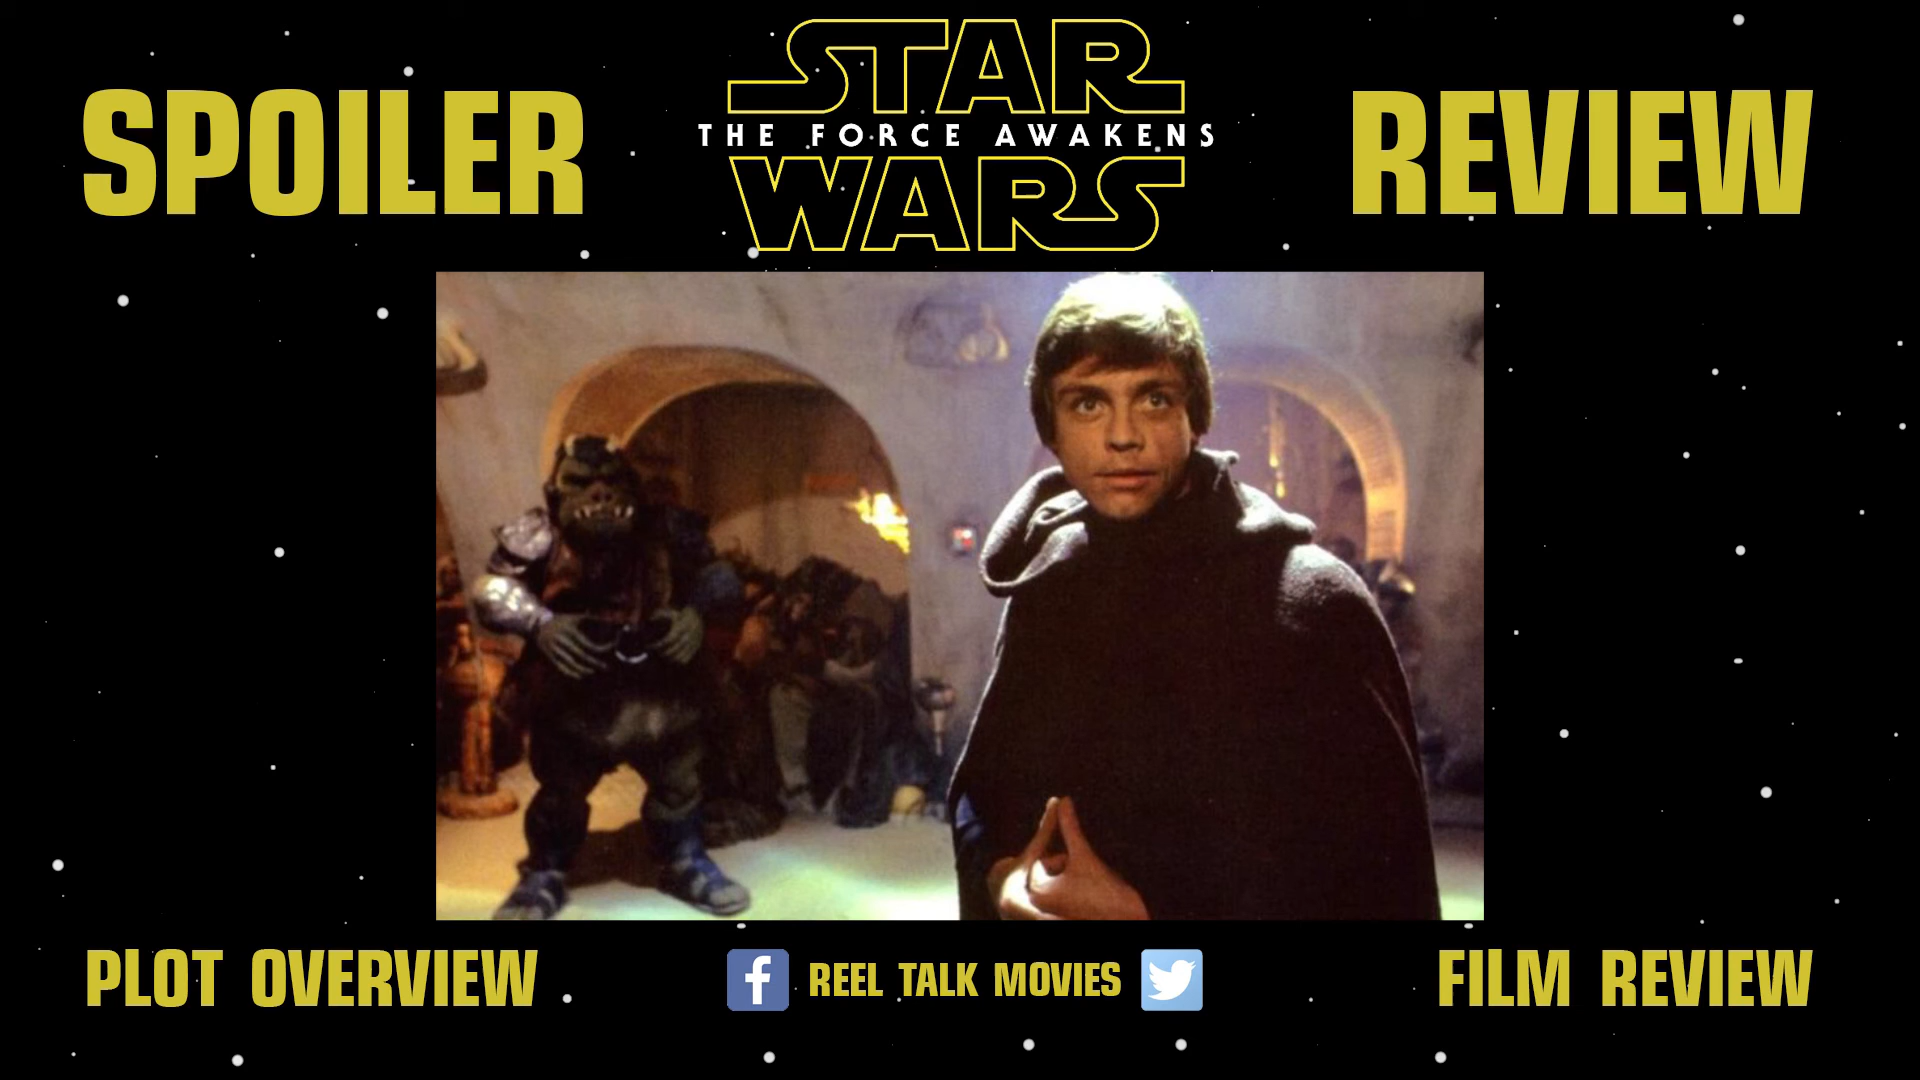 SPOILER
STAR
THE FORCE AWAKENS
WARS
REVIEW
PLOT OVERVIEW
f REEL TALK MOVIES
FILM REVIEW